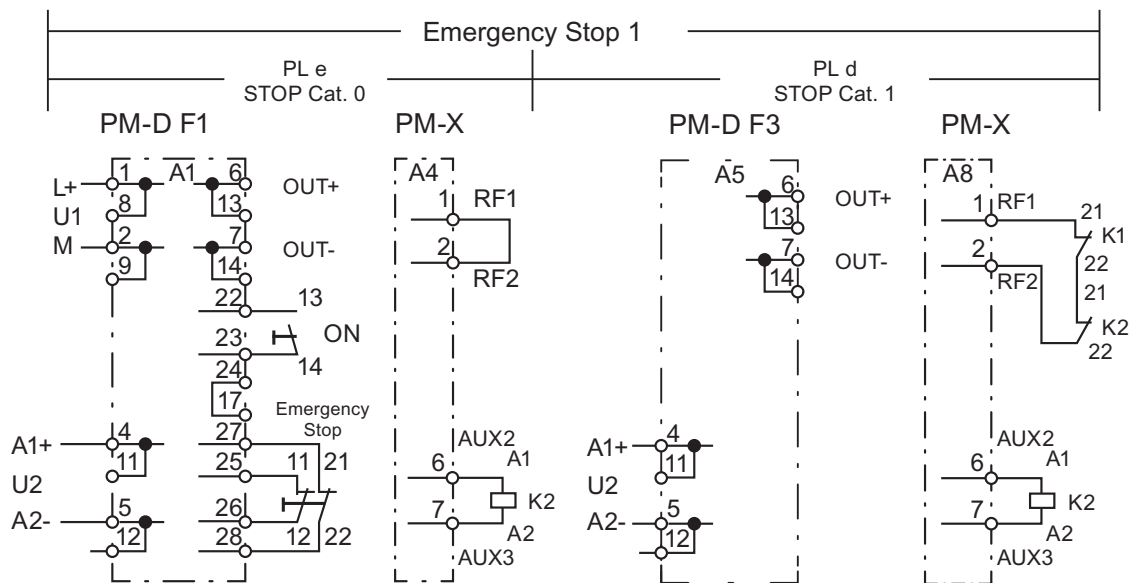 Emergency Stop 1
PL e
STOP Cat. 0
PL d
STOP Cat. 1
PM-D F1
PM-X
PM-D F3
PM-X
A1
L+
1
U1
8
M
2
9
6
OUT+
13
7
OUT-
14
22
13
23
ON
14
24
17
Emergency
Stop
A1+
4
11
U2
A2-
5
12
27
25
11
21
26
28
12
22
A4
1
RF1
2
RF2
AUX2
6
A1
K2
7
A2
AUX3
A5
6
OUT+
13
7
OUT-
14
A1+
4
11
U2
A2-
5
12
A8
1
RF1
2
RF2
21
K1
22
21
K2
22
AUX2
6
A1
K2
7
A2
AUX3